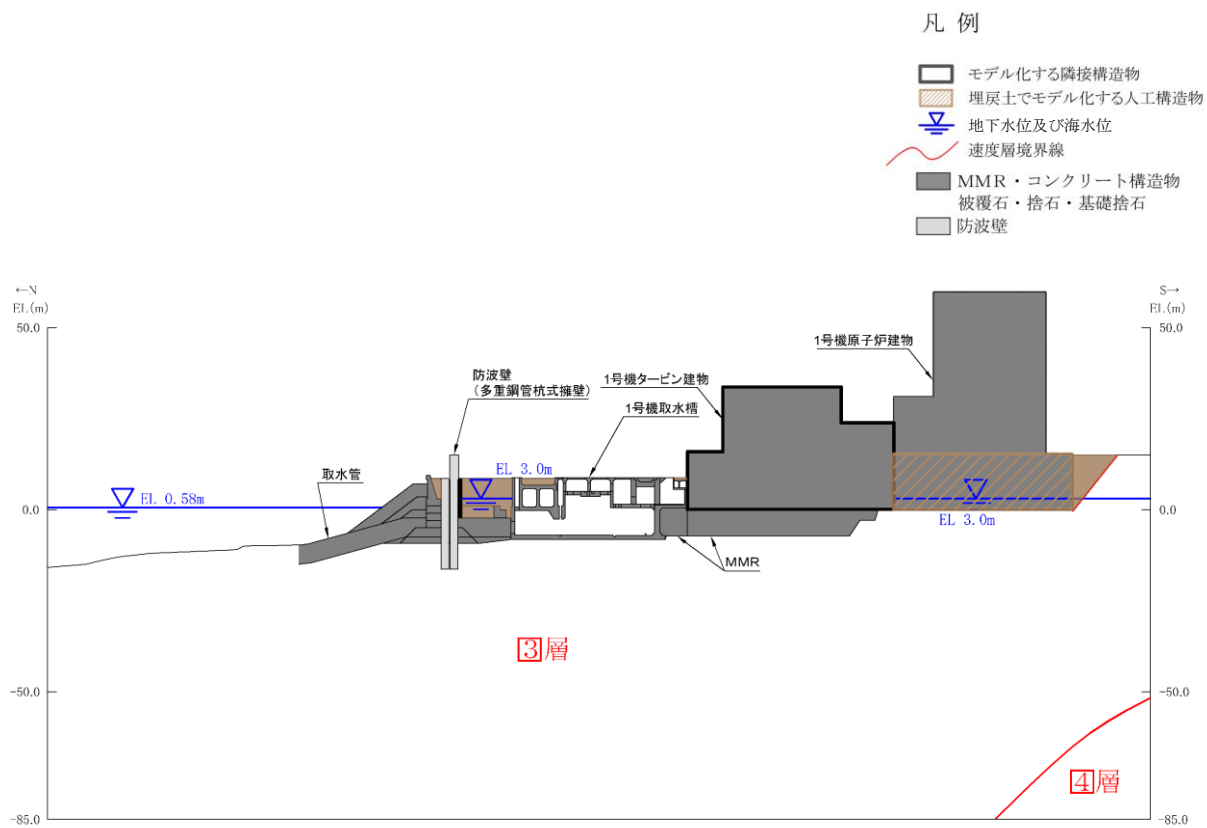 凡 例
モデル化する隣接構造物
埋戻土でモデル化する人工構造物
地下水位及び海水位
速度層境界線
MMR・コンクリート構造物
被覆石・捨石・基礎捨石
防波壁
←N
EL(m)
S→
EL(m)
50.0
50.0
1号機原子炉建物
防波壁
(多重鋼管杭式擁壁)
1号機タービン建物
1号機取水槽
取水管
EL 3.0m
EL 0.58m
0.0
0.0
EL 3.0m
MMR
③層
-50.0
-50.0
④層
-85.0
-85.0